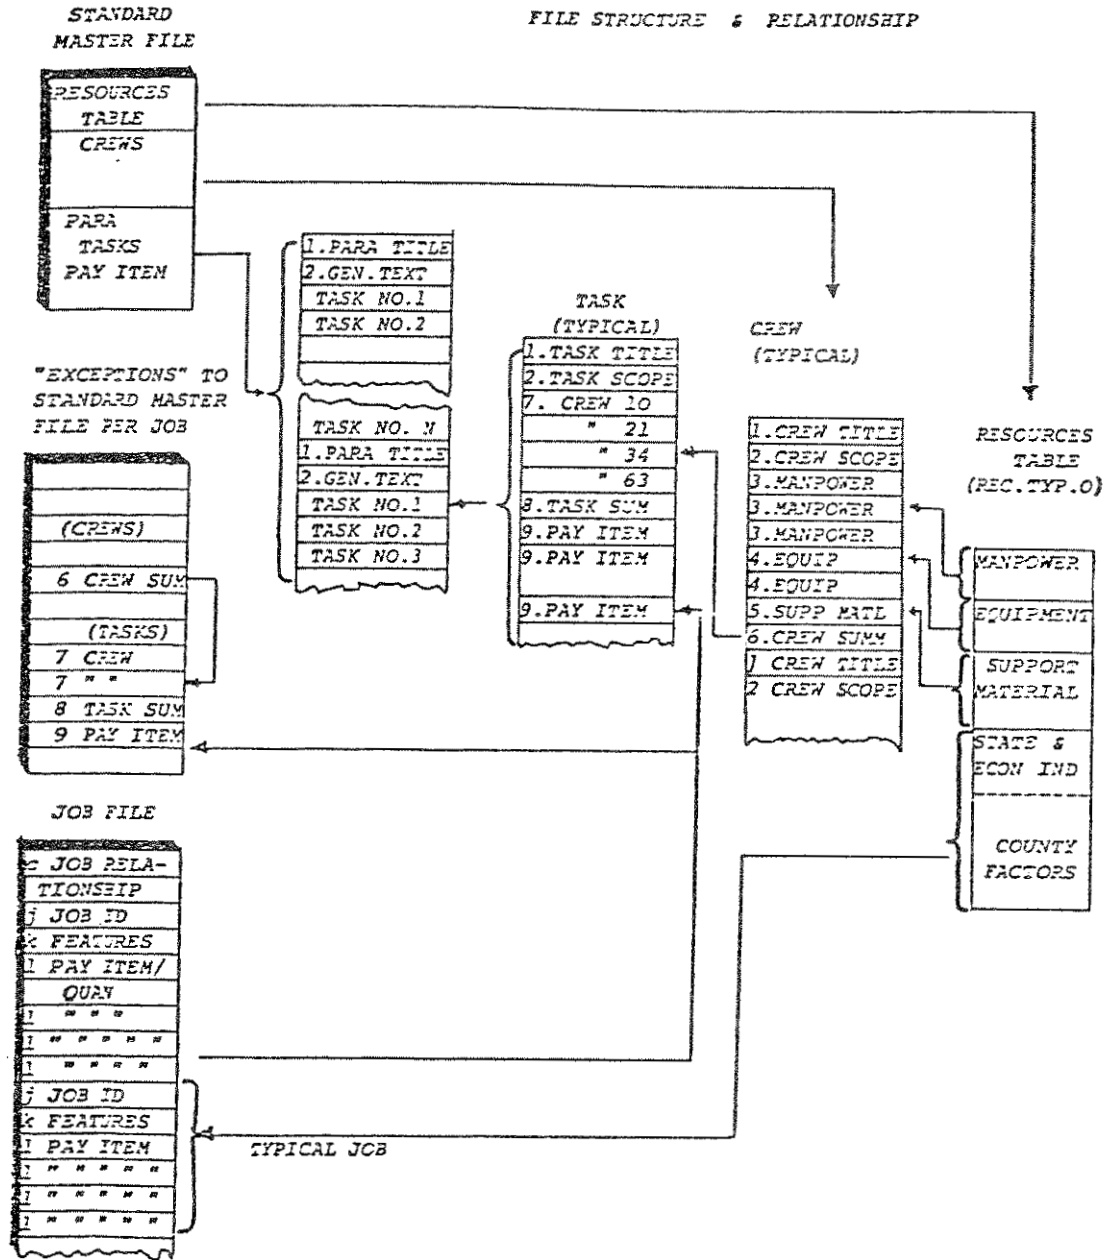 STANDARD
MASTER FILE
FILE STRUCTURE & RELATIONSHIP
RESOURCES
TABLE
CREWS
PARA
TASKS
PAY ITEM
1.PARA TITLE
2.GEN.TEXT
TASK NO.1
TASK NO.2
TASK NO. N
1.PARA TITLE
2.GEN.TEXT
TASK NO.1
TASK NO.2
TASK NO.3
TASK
(TYPICAL)
1.TASK TITLE
2.TASK SCOPE
7. CREW 10
" 21
" 34
" 63
8.TASK SUM
9.PAY ITEM
9.PAY ITEM
9.PAY ITEM
CREW
(TYPICAL)
1.CREW TITLE
2.CREW SCOPE
3.MANPOWER
3.MANPOWER
3.MANPOWER
4.EQUIP
4.EQUIP
5.SUPP MATL
6.CREW SUMM
1 CREW TITLE
2 CREW SCOPE
RESOURCES
TABLE
(REC.TYP.0)
MANPOWER
EQUIPMENT
SUPPORT
MATERIAL
STATE &
ECON IND
COUNTY
FACTORS
"EXCEPTIONS" TO
STANDARD MASTER
FILE PER JOB
(CREWS)
6 CREW SUM
(TASKS)
7 CREW
7 " "
8 TASK SUM
9 PAY ITEM
JOB FILE
c JOB RELA-
TIONSHIP
j JOB ID
k FEATURES
l PAY ITEM/
QUAN
l " " "
l " " " " "
l " " " "
j JOB ID
k FEATURES
l PAY ITEM
l " " " " "
l " " " " "
l " " " " "
TYPICAL JOB